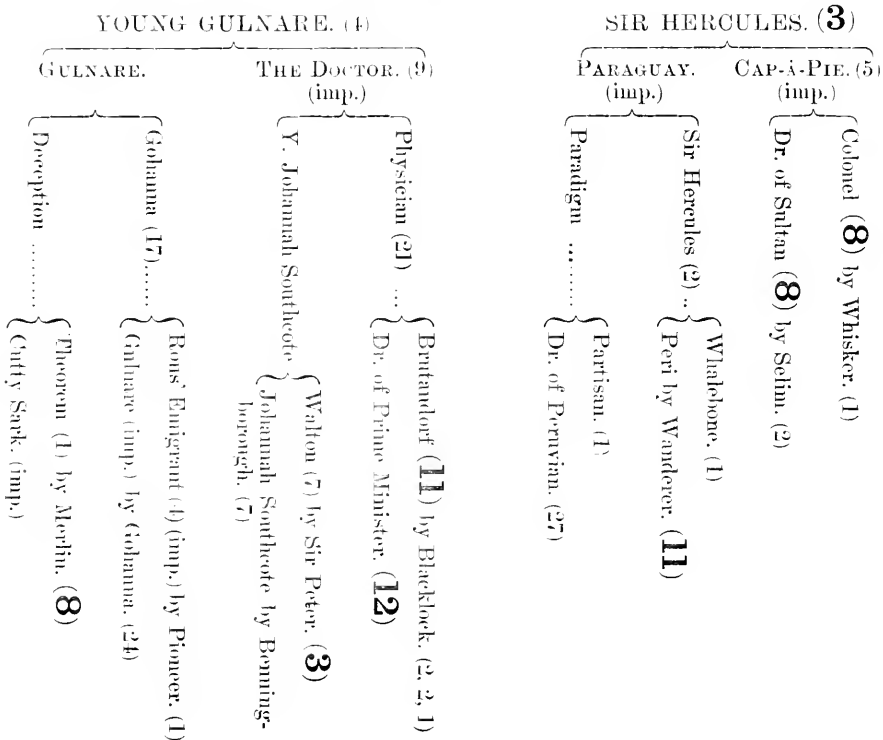 YOUNG GULNARE. (4)
GULNARE.
THE DOCTOR. (9)
(imp.)
Deception ..........
Gohanna (17)......
Y. Johannah Southcote
Physician (21) ...
Cutty Sark. (imp.)
Theorem (1) by Merlin. (8)
Gulnare (imp.) by Gohanna. (24)
Rous' Emigrant (4) (imp.) by Pioneer. (1)
Johannah Southcote by Benning-
borough. (7)
Walton (7) by Sir Peter. (3)
Dr. of Prime Minister. (12)
Brutandorf (11) by Blacklock. (2, 2, 1)
SIR HERCULES. (3)
PARAGUAY.
(imp.)
CAP-À-PIE. (5)
(imp.)
Paradigm .........
Sir Hercules (2) ..
Dr. of Sultan (8) by Selim. (2)
Colonel (8) by Whisker. (1)
Dr. of Peruvian. (27)
Partisan. (1)
Peri by Wanderer. (11)
Whalebone. (1)